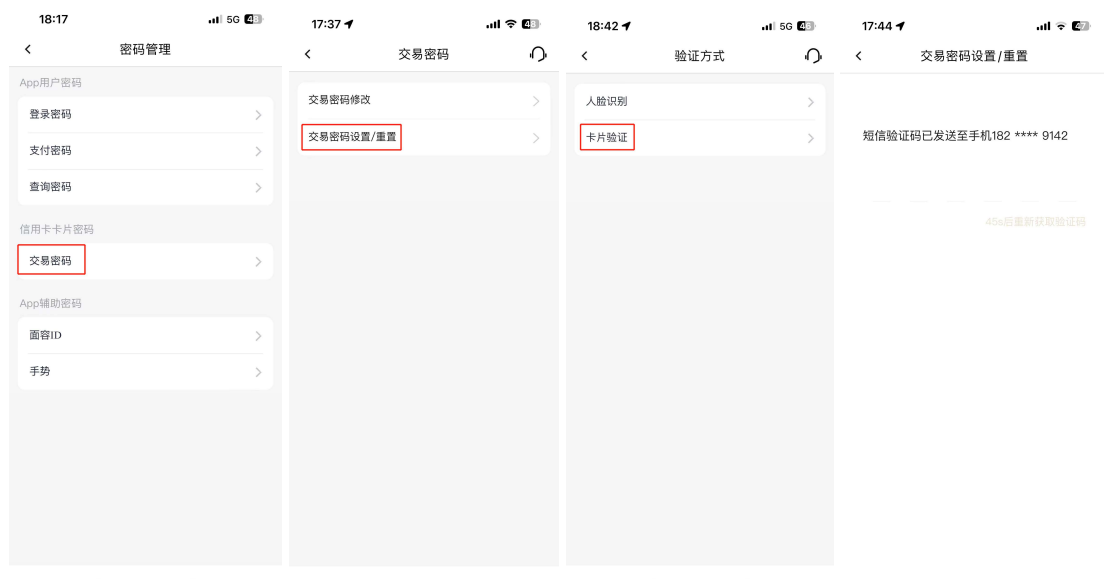 18:17
5G 48
密码管理
App用户密码
登录密码
支付密码
查询密码
信用卡卡片密码
交易密码
App辅助密码
面容ID
手势
17:37
48
交易密码
交易密码修改
交易密码设置/重置
18:42
5G 46
验证方式
人脸识别
卡片验证
17:44
47
交易密码设置/重置
短信验证码已发送至手机182 **** 9142
45s后重新获取验证码